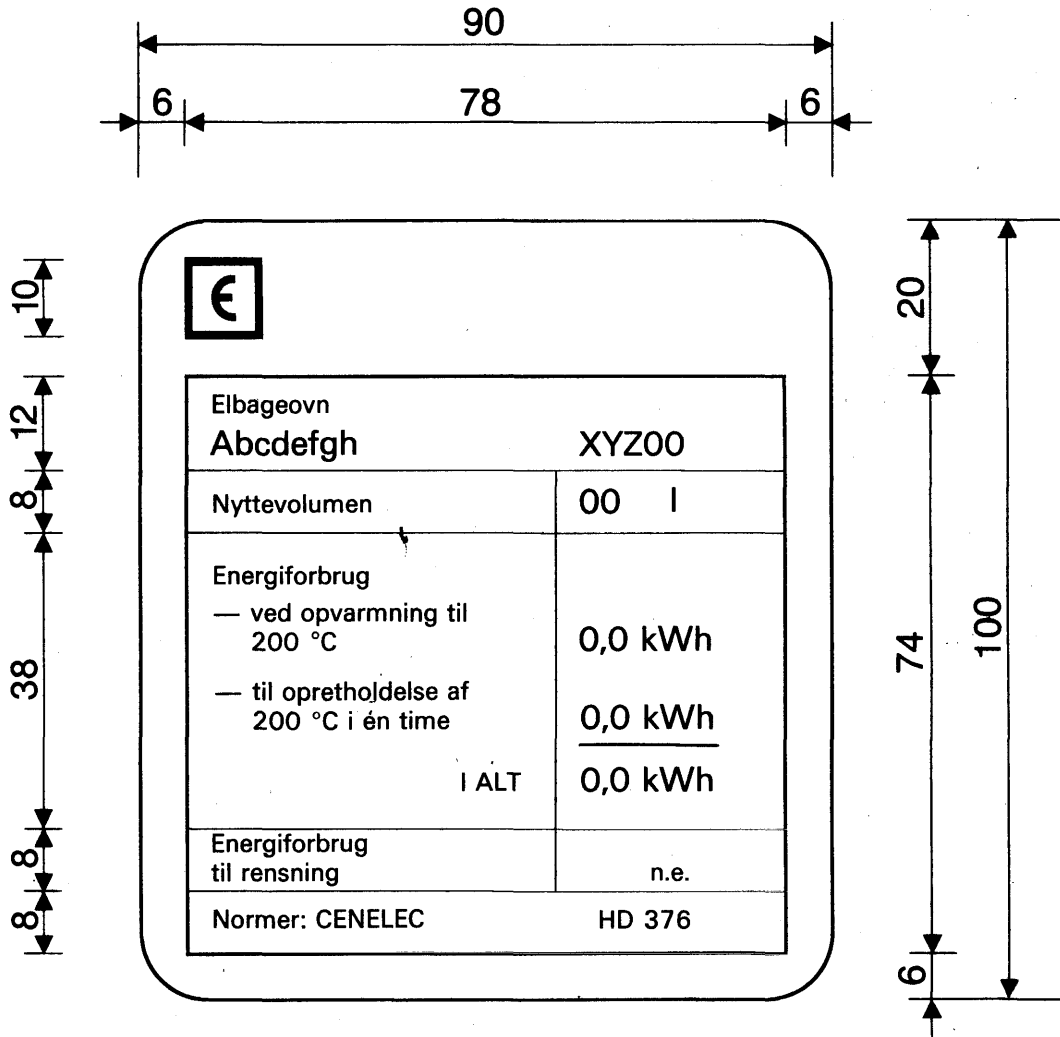 90
6 78 6
10
20
Є
12
Elbageovn
Abcdefgh XYZ00
8
Nyttevolumen 00 l
38
Energiforbrug
— ved opvarmning til
200 °C 0,0 kWh
74
100
— til opretholdelse af
200 °C i én time 0,0 kWh
I ALT 0,0 kWh
8
Energiforbrug
til rensning n.e.
8
Normer: CENELEC HD 376
6